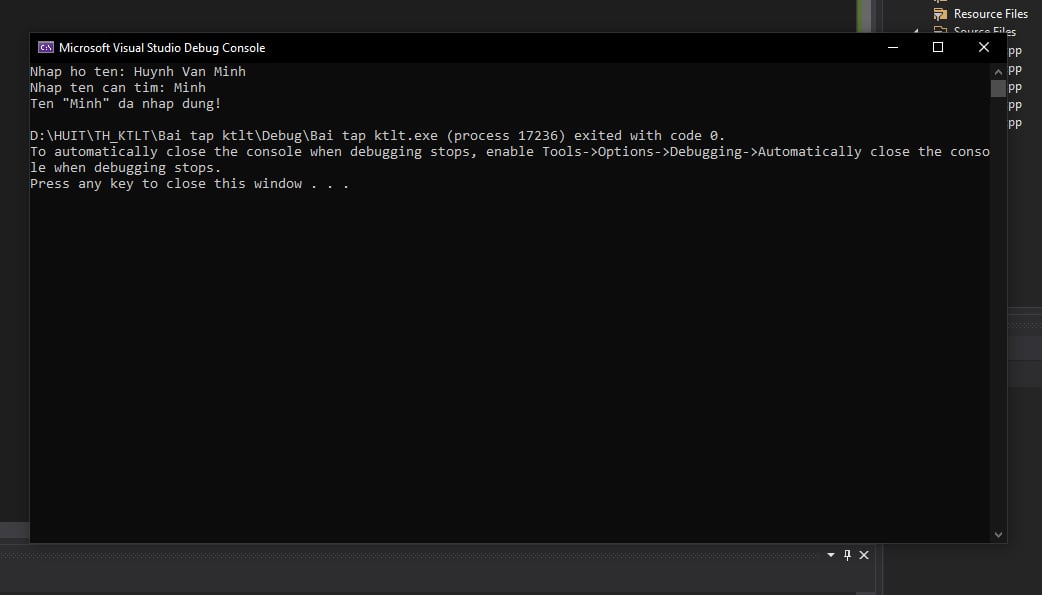 Resource Files
Source Files
Microsoft Visual Studio Debug Console
pp
pp
pp
pp
pp
Nhap ho ten: Huynh Van Minh
Nhap ten can tim: Minh
Ten "Minh" da nhap dung!
D:\HUIT\TH_KTLT\Bai tap ktlt\Debug\Bai tap ktlt.exe (process 17236) exited with code 0.
To automatically close the console when debugging stops, enable Tools->Options->Debugging->Automatically close the conso
le when debugging stops.
Press any key to close this window . . .